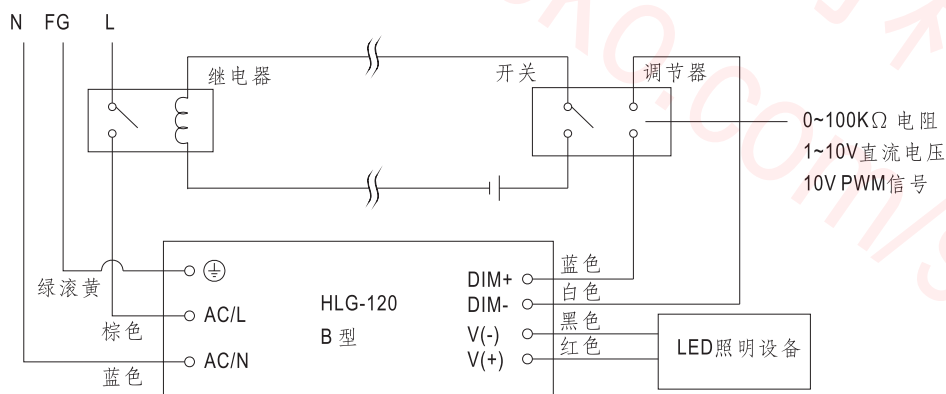 N FG L
继电器
开关
调节器
0~100KΩ 电阻
1~10V直流电压
10V PWM信号
绿滚黄
棕色
蓝色
AC/L
AC/N
HLG-120
B 型
DIM+
DIM-
V(-)
V(+)
蓝色
白色
黑色
红色
LED照明设备